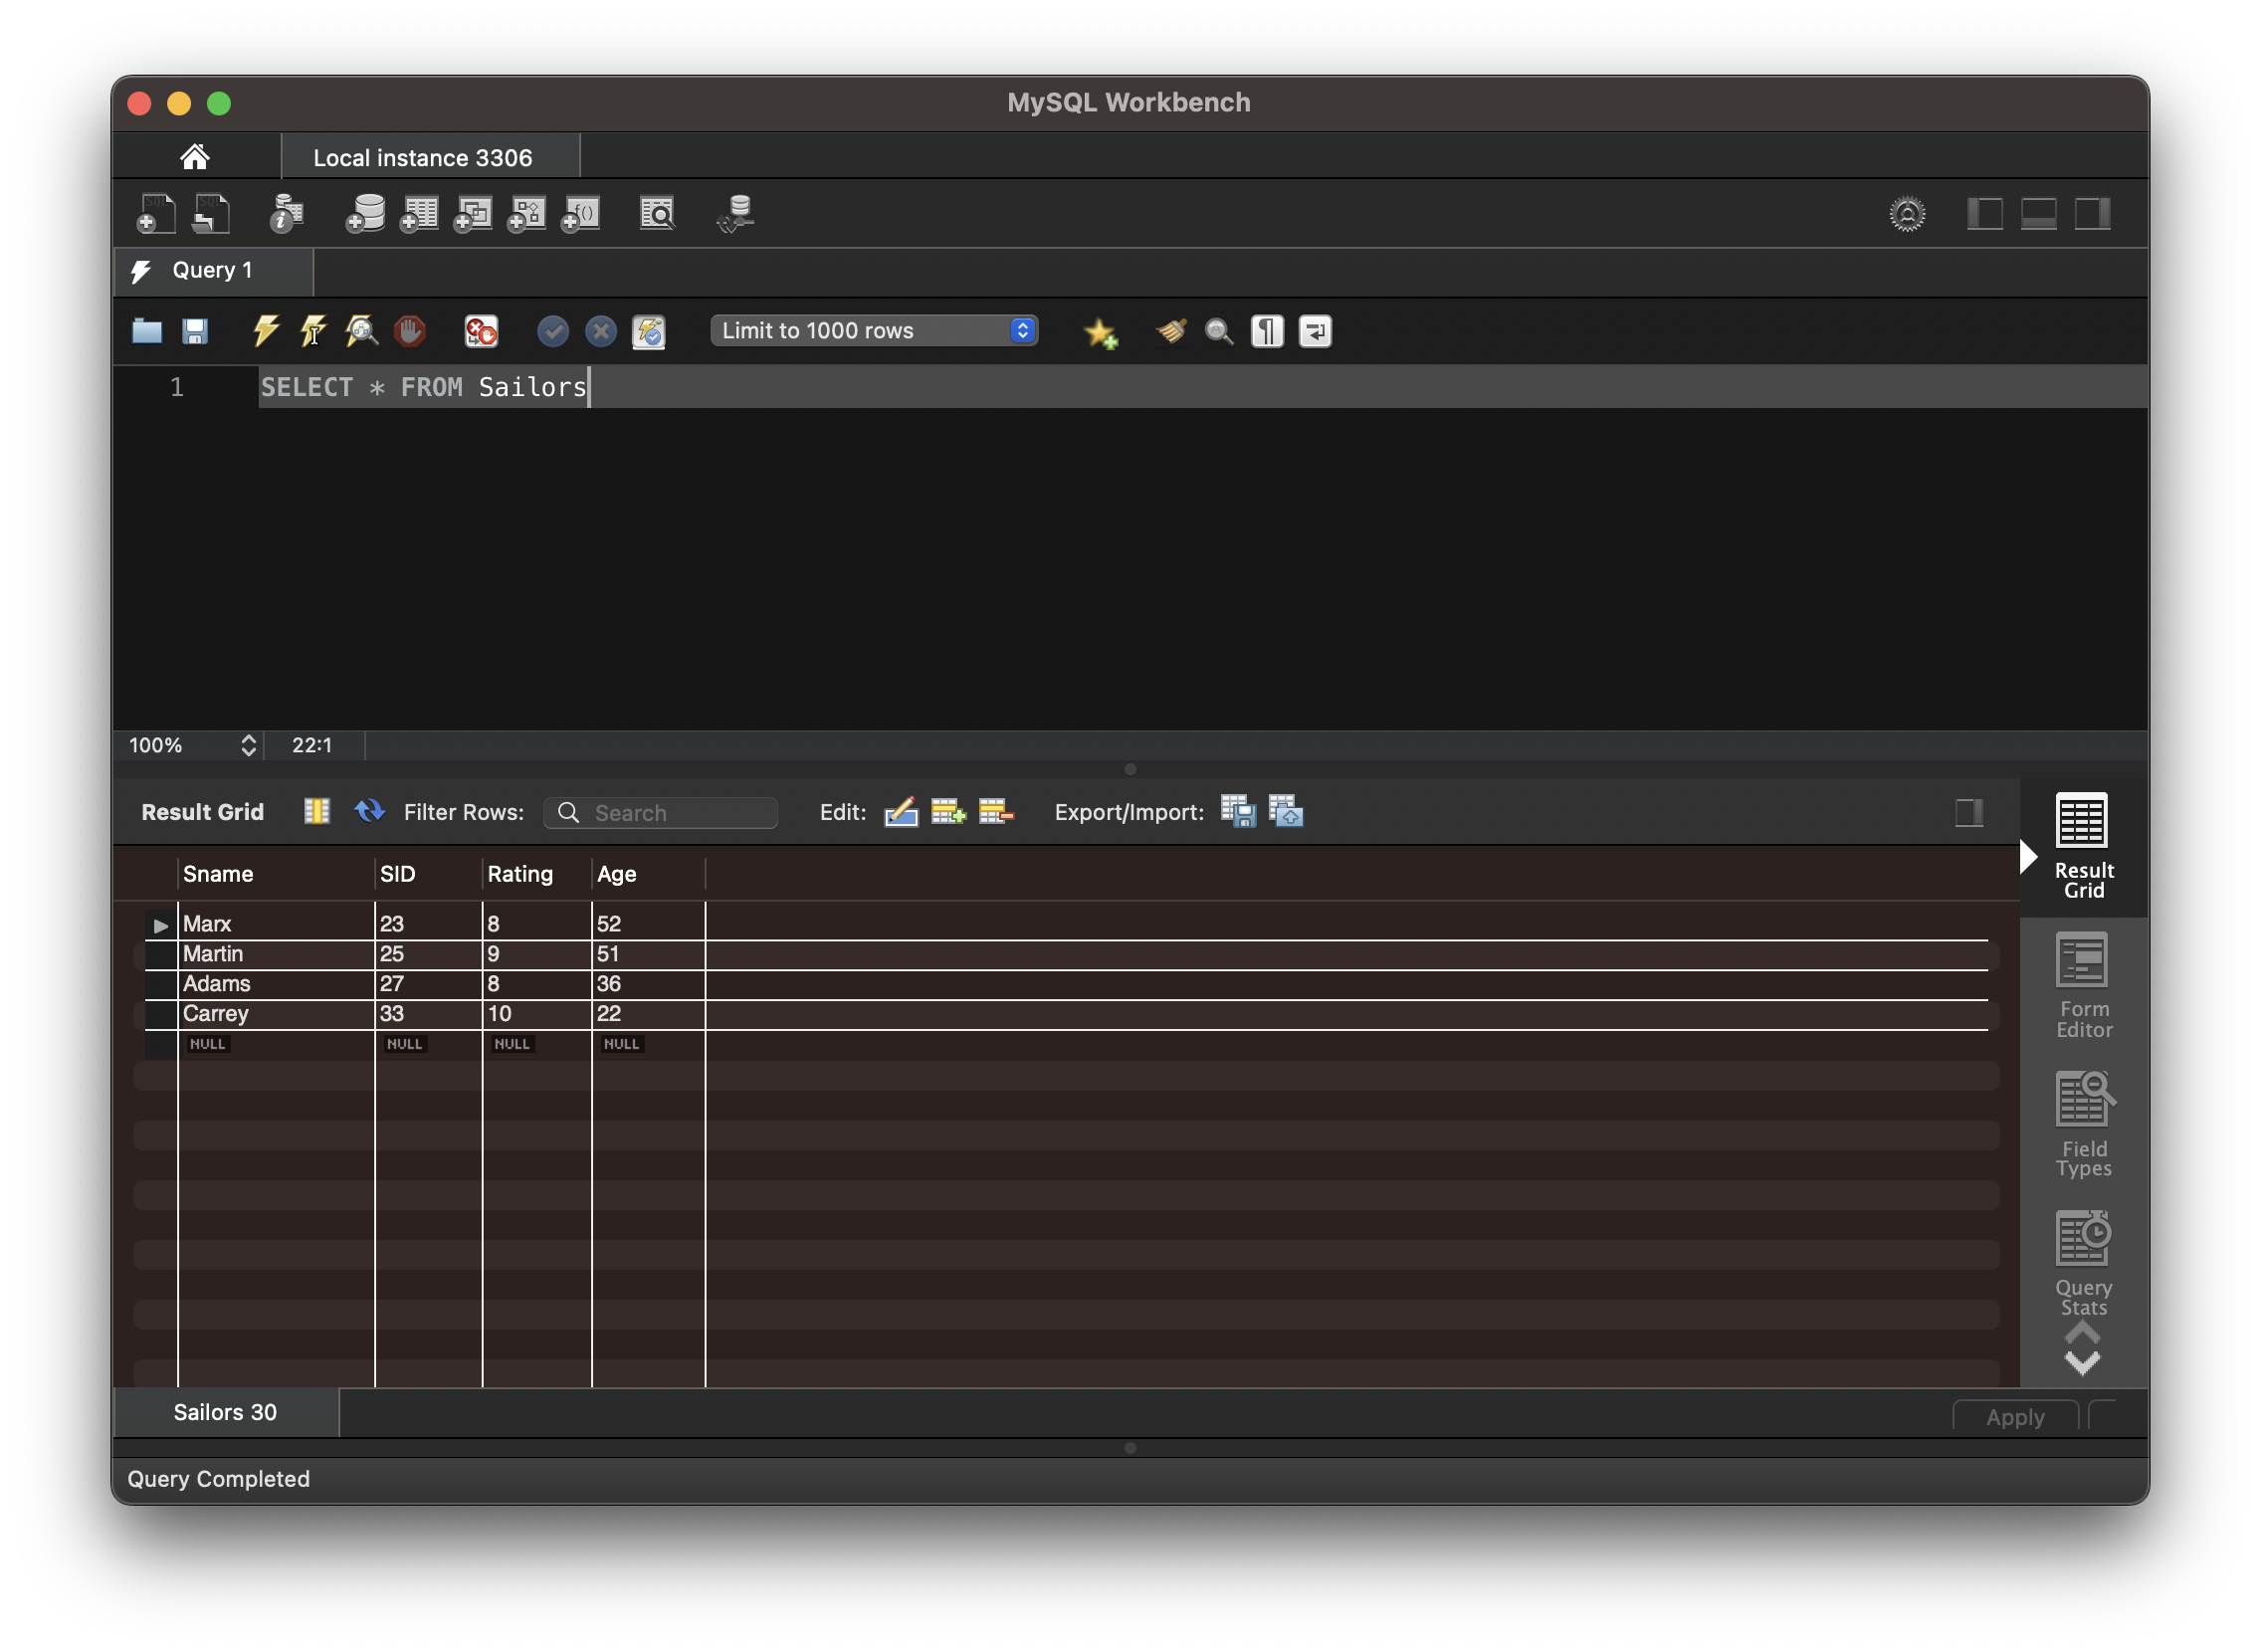 MySQL Workbench
Local instance 3306
Query 1
Limit to 1000 rows
1 SELECT * FROM Sailors
100% 22:1
Result Grid Filter Rows: Search Edit: Export/Import:
Sname SID Rating Age
Marx 23 8 52
Martin 25 9 51
Adams 27 8 36
Carrey 33 10 22
NULL NULL NULL NULL
Result
Grid
Form
Editor
Field
Types
Query
Stats
Sailors 30
Apply
Query Completed